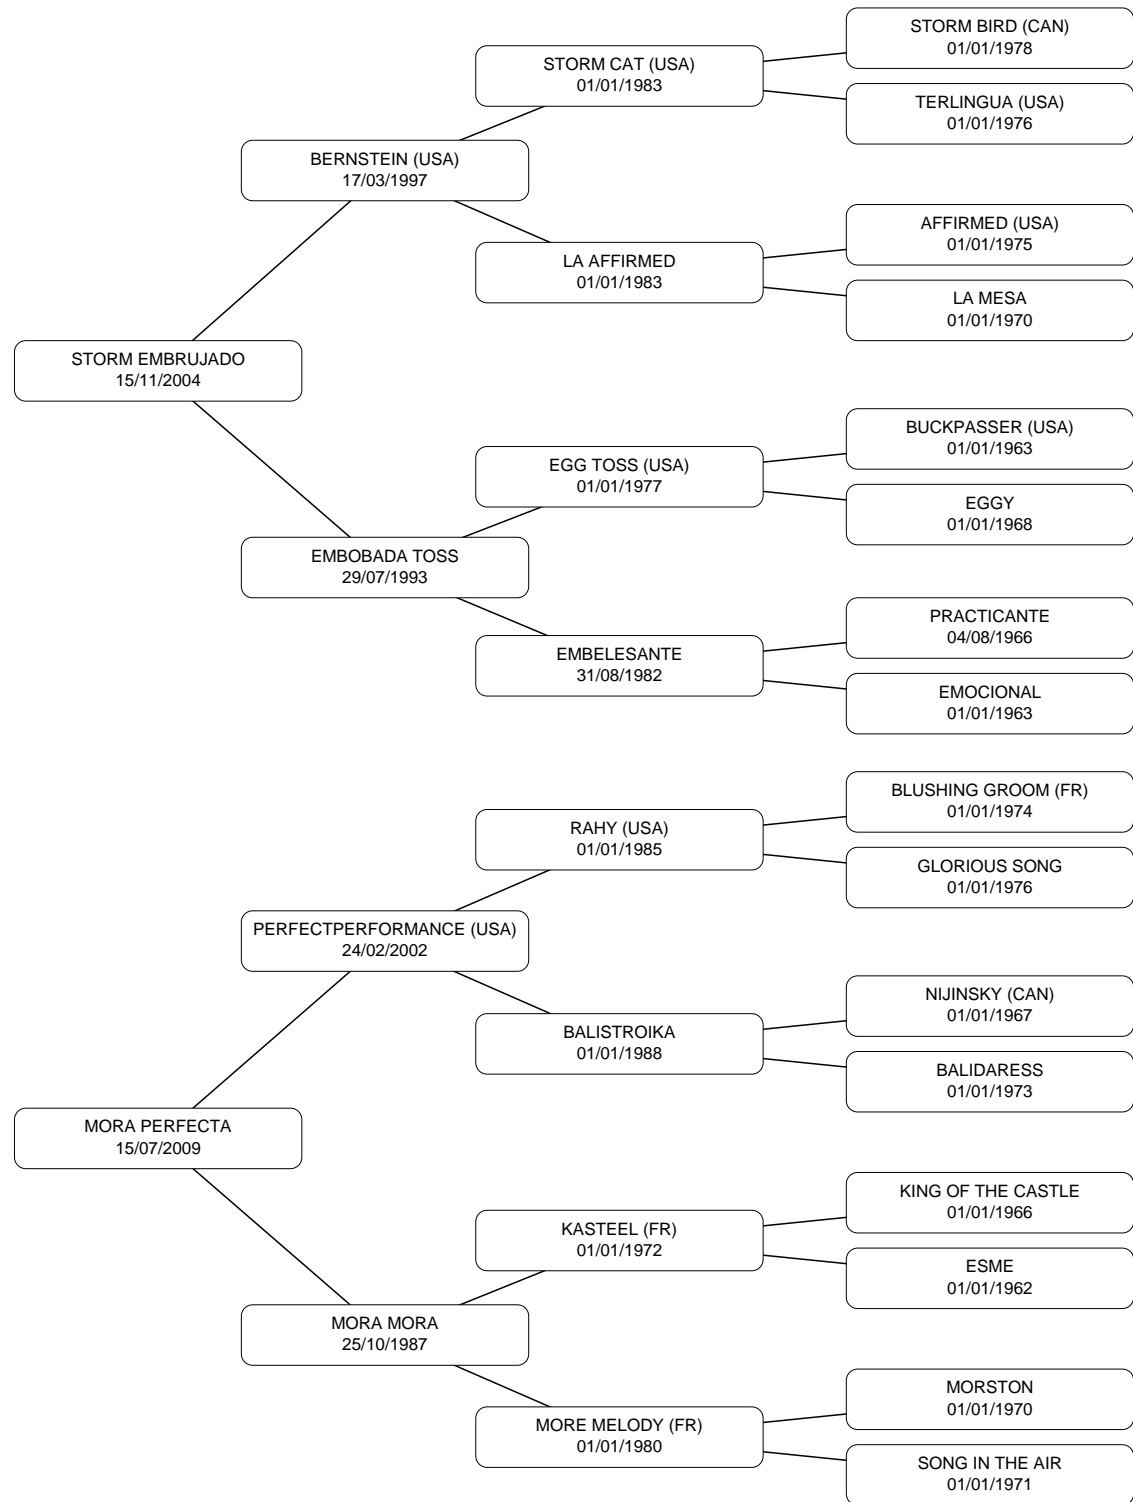 STORM BIRD (CAN)
01/01/1978
STORM CAT (USA)
01/01/1983
TERLINGUA (USA)
01/01/1976
BERNSTEIN (USA)
17/03/1997
AFFIRMED (USA)
01/01/1975
LA AFFIRMED
01/01/1983
LA MESA
01/01/1970
STORM EMBRUJADO
15/11/2004
BUCKPASSER (USA)
01/01/1963
EGG TOSS (USA)
01/01/1977
EGGY
01/01/1968
EMBOBADA TOSS
29/07/1993
PRACTICANTE
04/08/1966
EMBELESANTE
31/08/1982
EMOCIONAL
01/01/1963
BLUSHING GROOM (FR)
01/01/1974
RAHY (USA)
01/01/1985
GLORIOUS SONG
01/01/1976
PERFECTPERFORMANCE (USA)
24/02/2002
NIJINSKY (CAN)
01/01/1967
BALISTROIKA
01/01/1988
BALIDARESS
01/01/1973
MORA PERFECTA
15/07/2009
KING OF THE CASTLE
01/01/1966
KASTEEL (FR)
01/01/1972
ESME
01/01/1962
MORA MORA
25/10/1987
MORSTON
01/01/1970
MORE MELODY (FR)
01/01/1980
SONG IN THE AIR
01/01/1971